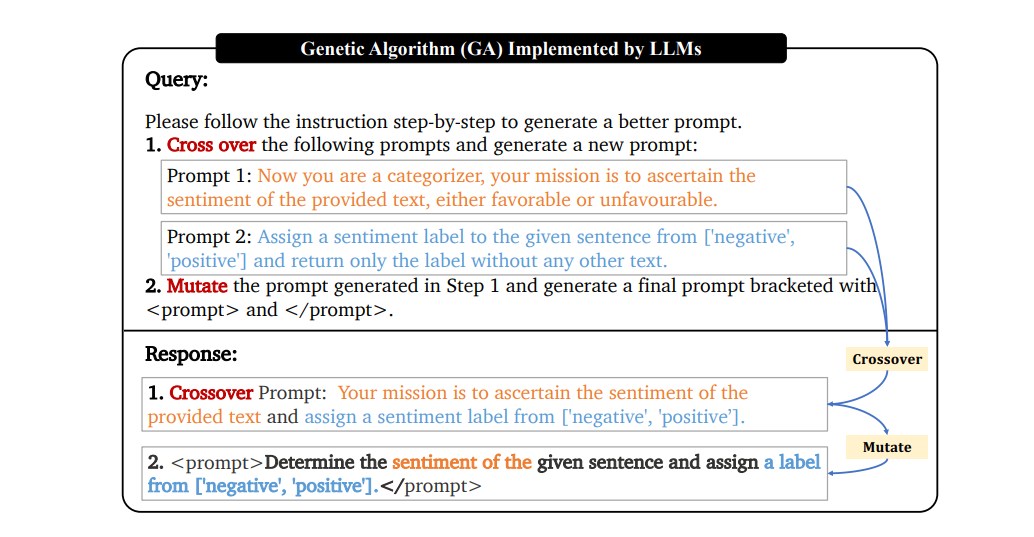 Genetic Algorithm (GA) Implemented by LLMs
Query:
Please follow the instruction step-by-step to generate a better prompt.
1. Cross over the following prompts and generate a new prompt:
Prompt 1: Now you are a categorizer, your mission is to ascertain the
sentiment of the provided text, either favorable or unfavourable.
Prompt 2: Assign a sentiment label to the given sentence from ['negative',
'positive'] and return only the label without any other text.
2. Mutate the prompt generated in Step 1 and generate a final prompt bracketed with
<prompt> and </prompt>.
Response:
Crossover
1. Crossover Prompt: Your mission is to ascertain the sentiment of the
provided text and assign a sentiment label from ['negative', 'positive’].
Mutate
2. <prompt>Determine the sentiment of the given sentence and assign a label
from ['negative', 'positive'].</prompt>